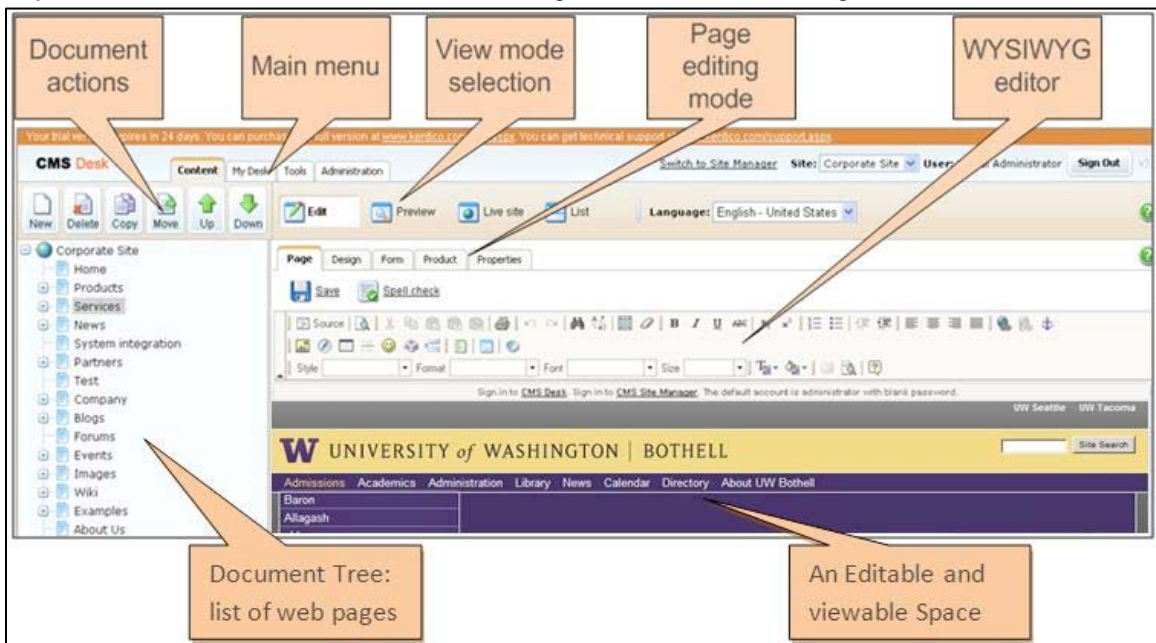 Document
actions
Main menu
View mode
selection
Page
editing
mode
WYSIWYG
editor
Your trial expires in 24 days. You can version at You can get technical support
CMS Desk
Content My Desk Tools Administration
Switch to Site Manager Site: Corporate Site User: Administrator Sign Out
New Delete Copy Move Up Down
Edit Preview Live site List Language: English - United States
Corporate Site
Home
Products
Services
News
System integration
Partners
Test
Company
Blogs
Forums
Events
Images
Wiki
Examples
About Us
Page Design Form Product Properties
Save Spell check
Source B I U ABC
Style Format Font Size
Sign in to CMS Desk. Sign in to CMS Site Manager. The default account is administrator with blank password.
UW Seattle UW Tacoma
W UNIVERSITY of WASHINGTON | BOTHELL
Site Search
Admissions Academics Administration Library News Calendar Directory About UW Bothell
Baron
Allagash
Document Tree:
list of web pages
An Editable and
viewable Space